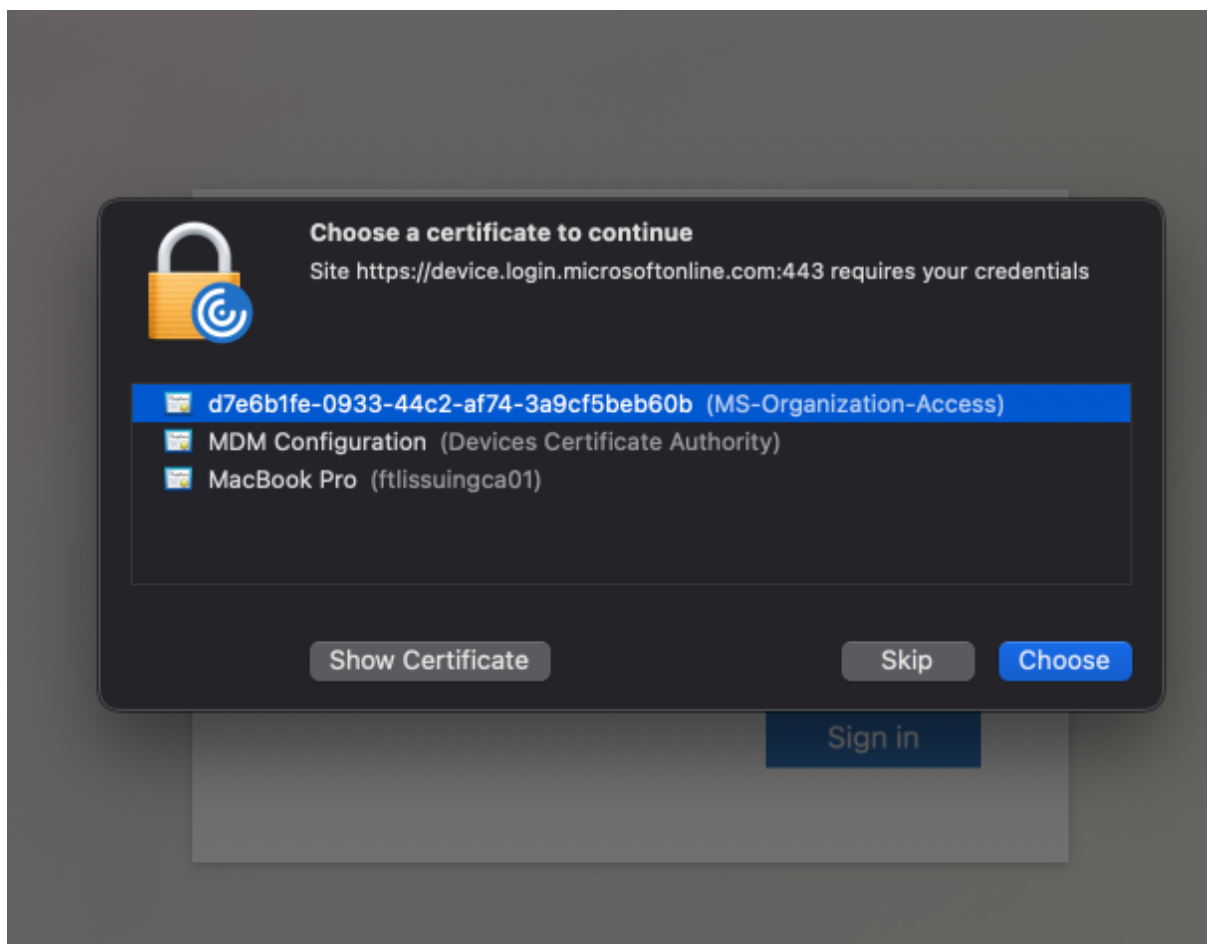 Choose a certificate to continue
Site https://device.login.microsoftonline.com:443 requires your credentials
d7e6b1fe-0933-44c2-af74-3a9cf5beb60b (MS-Organization-Access)
MDM Configuration (Devices Certificate Authority)
MacBook Pro (ftlissuingca01)
Show Certificate
Skip
Choose
Sign in